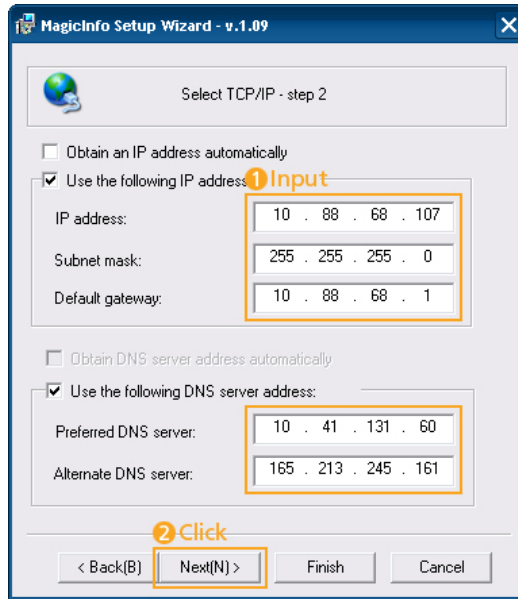 MagicInfo Setup Wizard - v.1.09
Select TCP/IP - step 2
Obtain an IP address automatically
Use the following IP address
1 Input
IP address: 10 . 88 . 68 . 107
Subnet mask: 255 . 255 . 255 . 0
Default gateway: 10 . 88 . 68 . 1
Obtain DNS server address automatically
Use the following DNS server address:
Preferred DNS server: 10 . 41 . 131 . 60
Alternate DNS server: 165 . 213 . 245 . 161
2 Click
< Back(B) Next(N) > Finish Cancel